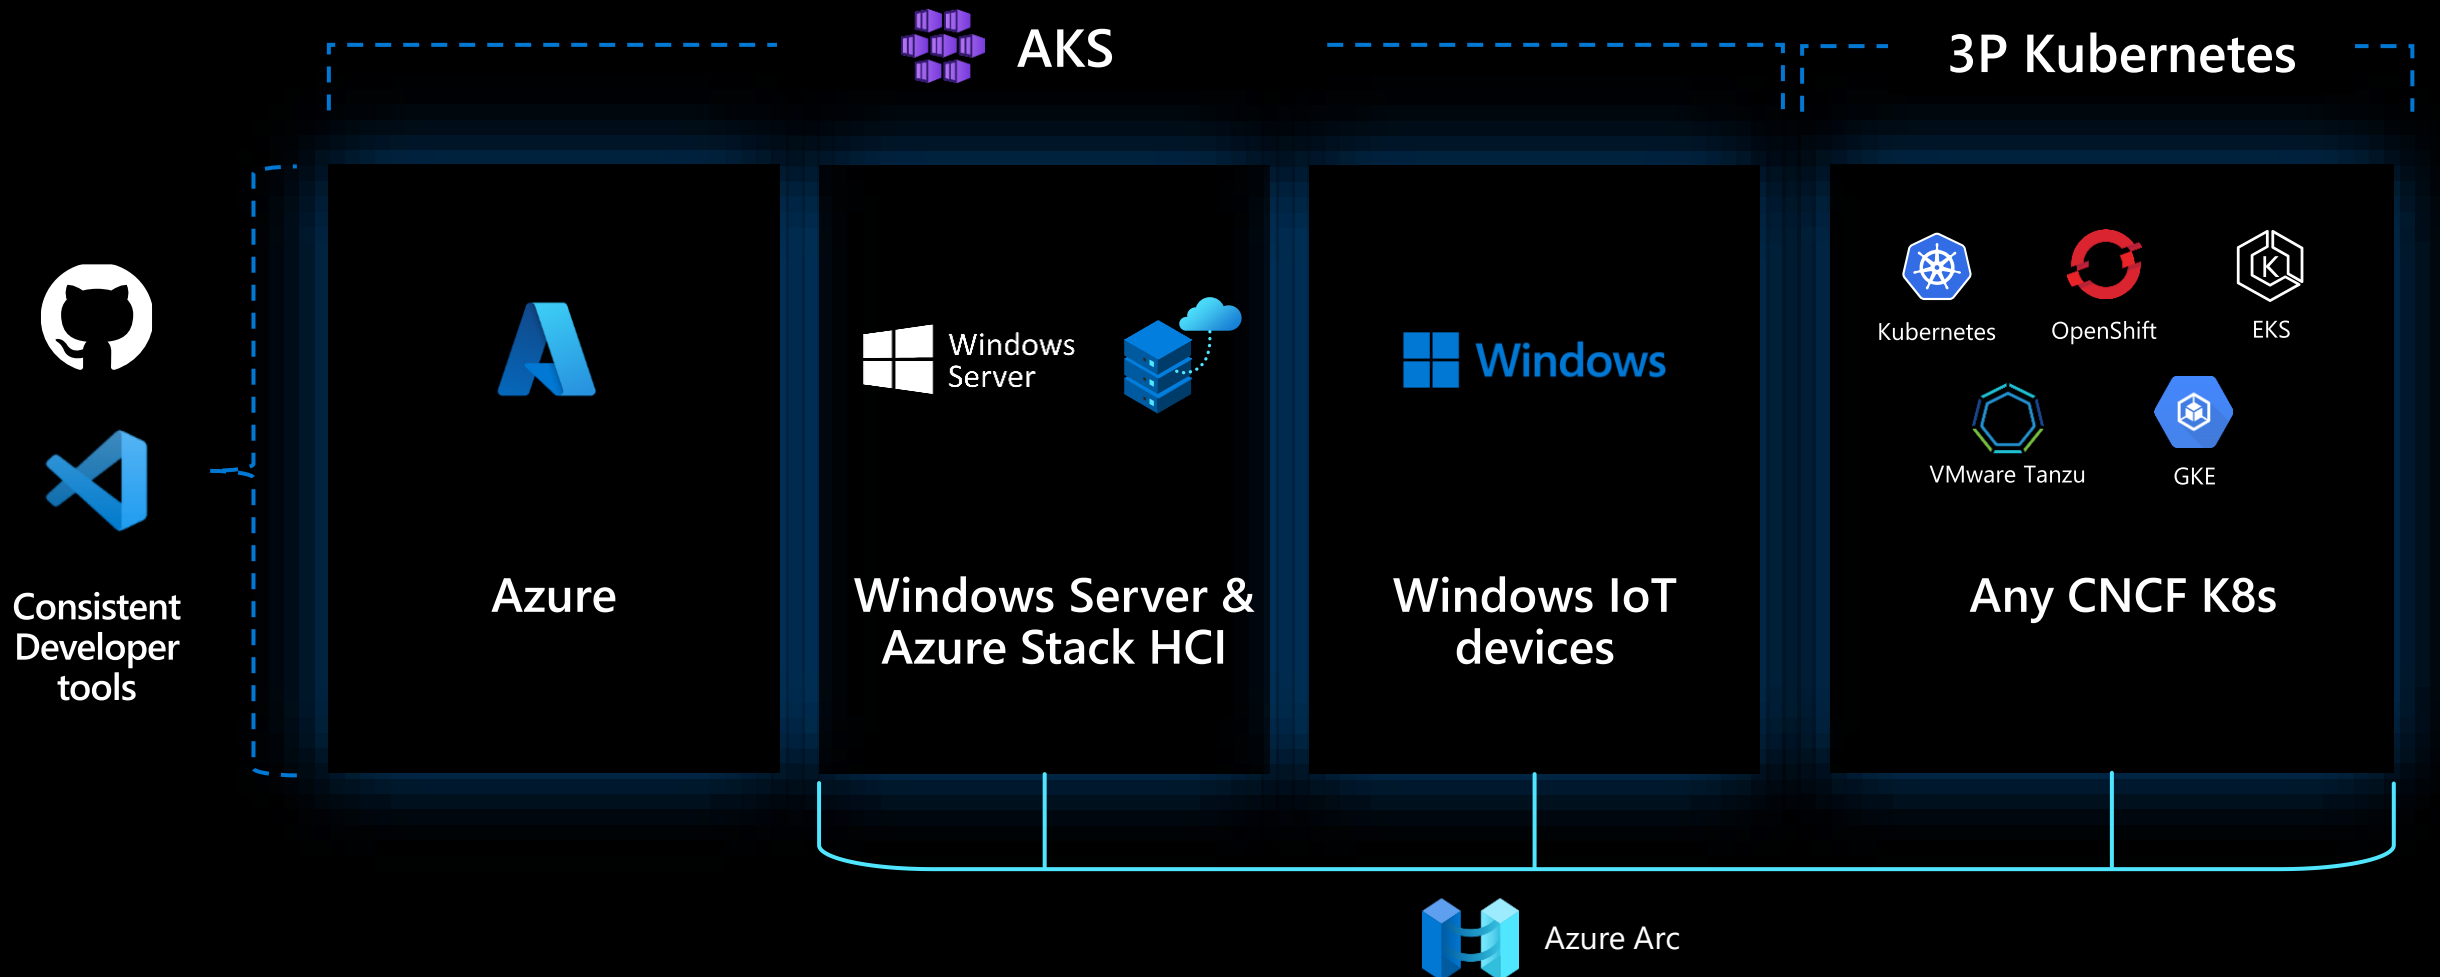 AKS
3P Kubernetes
Consistent
Developer
tools
Azure
Windows
Server
Windows Server &
Azure Stack HCI
Windows
Windows IoT
devices
Kubernetes
OpenShift
K
EKS
VMware Tanzu
GKE
Any CNCF K8s
Azure Arc